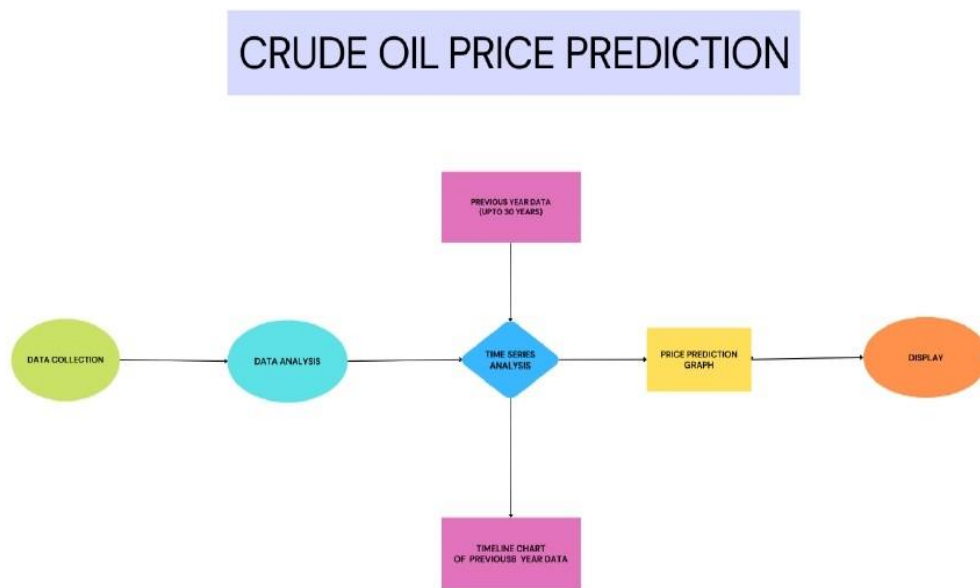 CRUDE OIL PRICE PREDICTION
PREVIOUS YEAR DATA
(UPTO 30 YEARS)
DATA COLLECTION
DATA ANALYSIS
TIME SERIES
ANALYSIS
PRICE PREDICTION
GRAPH
DISPLAY
TIMELINE CHART
OF PREVIOUS8 YEAR DATA